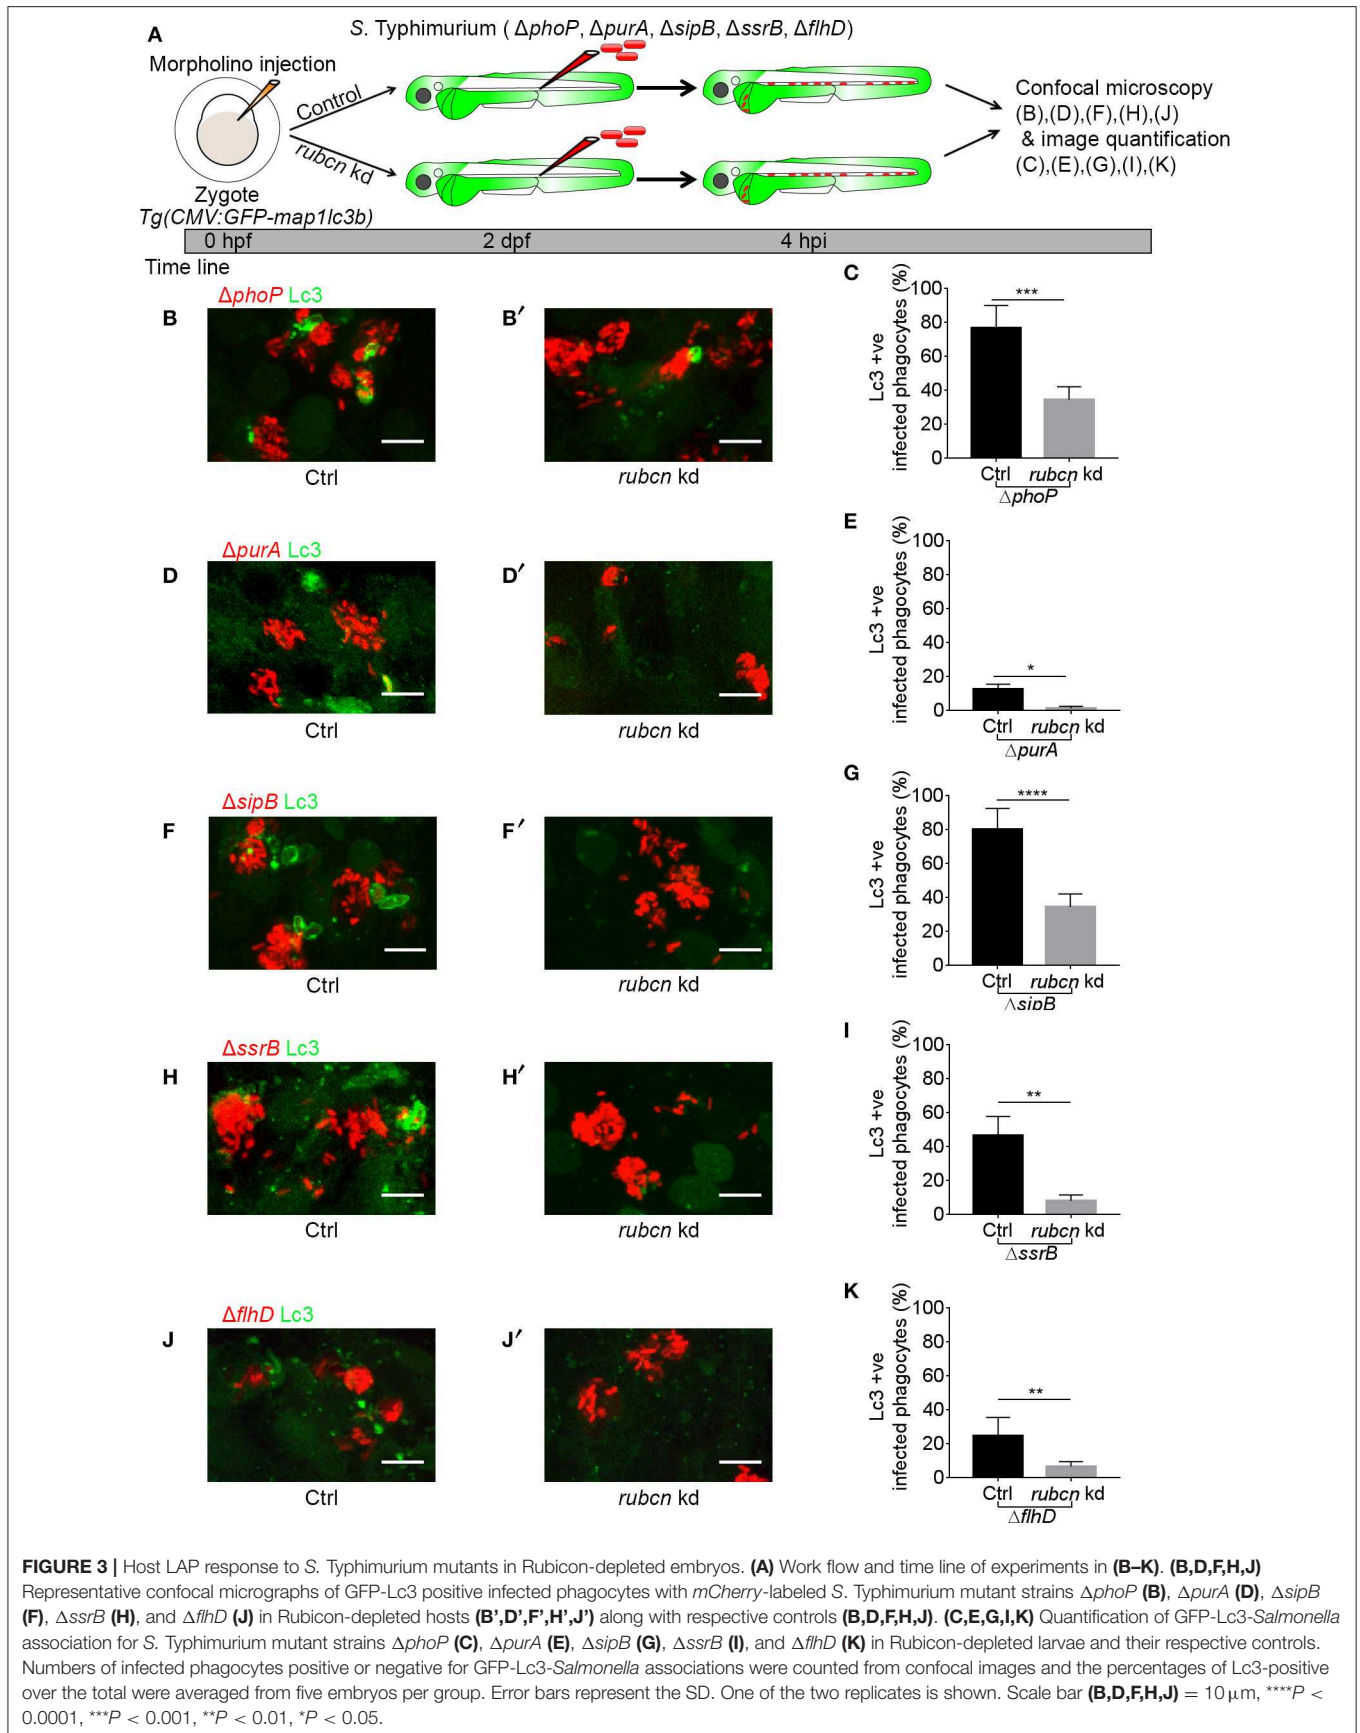 A
S. Typhimurium ( ΔphoP, ΔpurA, ΔsipB, ΔssrB, ΔflhD)
Morpholino injection
Control
rubcn kd
Zygote
Tg(CMV:GFP-map1lc3b)
Confocal microscopy
(B),(D),(F),(H),(J)
& image quantification
(C),(E),(G),(I),(K)
0 hpf 2 dpf 4 hpi
Time line
ΔphoP Lc3
B
Ctrl
B′
rubcn kd
C
Lc3 +ve
infected phagocytes (%)
100
80
60
40
20
0
***
Ctrl rubcn kd
ΔphoP
ΔpurA Lc3
D
Ctrl
D′
rubcn kd
E
Lc3 +ve
infected phagocytes (%)
100
80
60
40
20
0
*
Ctrl rubcn kd
ΔpurA
ΔsipB Lc3
F
Ctrl
F′
rubcn kd
G
Lc3 +ve
infected phagocytes (%)
100
80
60
40
20
0
****
Ctrl rubcn kd
ΔsipB
ΔssrB Lc3
H
Ctrl
H′
rubcn kd
I
Lc3 +ve
infected phagocytes (%)
100
80
60
40
20
0
**
Ctrl rubcn kd
ΔssrB
ΔflhD Lc3
J
Ctrl
J′
rubcn kd
K
Lc3 +ve
infected phagocytes (%)
100
80
60
40
20
0
**
Ctrl rubcn kd
ΔflhD
FIGURE 3 | Host LAP response to S. Typhimurium mutants in Rubicon-depleted embryos. (A) Work flow and time line of experiments in (B–K). (B,D,F,H,J)
Representative confocal micrographs of GFP-Lc3 positive infected phagocytes with mCherry-labeled S. Typhimurium mutant strains ΔphoP (B), ΔpurA (D), ΔsipB
(F), ΔssrB (H), and ΔflhD (J) in Rubicon-depleted hosts (B',D',F',H',J') along with respective controls (B,D,F,H,J). (C,E,G,I,K) Quantification of GFP-Lc3-Salmonella
association for S. Typhimurium mutant strains ΔphoP (C), ΔpurA (E), ΔsipB (G), ΔssrB (I), and ΔflhD (K) in Rubicon-depleted larvae and their respective controls.
Numbers of infected phagocytes positive or negative for GFP-Lc3-Salmonella associations were counted from confocal images and the percentages of Lc3-positive
over the total were averaged from five embryos per group. Error bars represent the SD. One of the two replicates is shown. Scale bar (B,D,F,H,J) = 10 μm, ****P <
0.0001, ***P < 0.001, **P < 0.01, *P < 0.05.